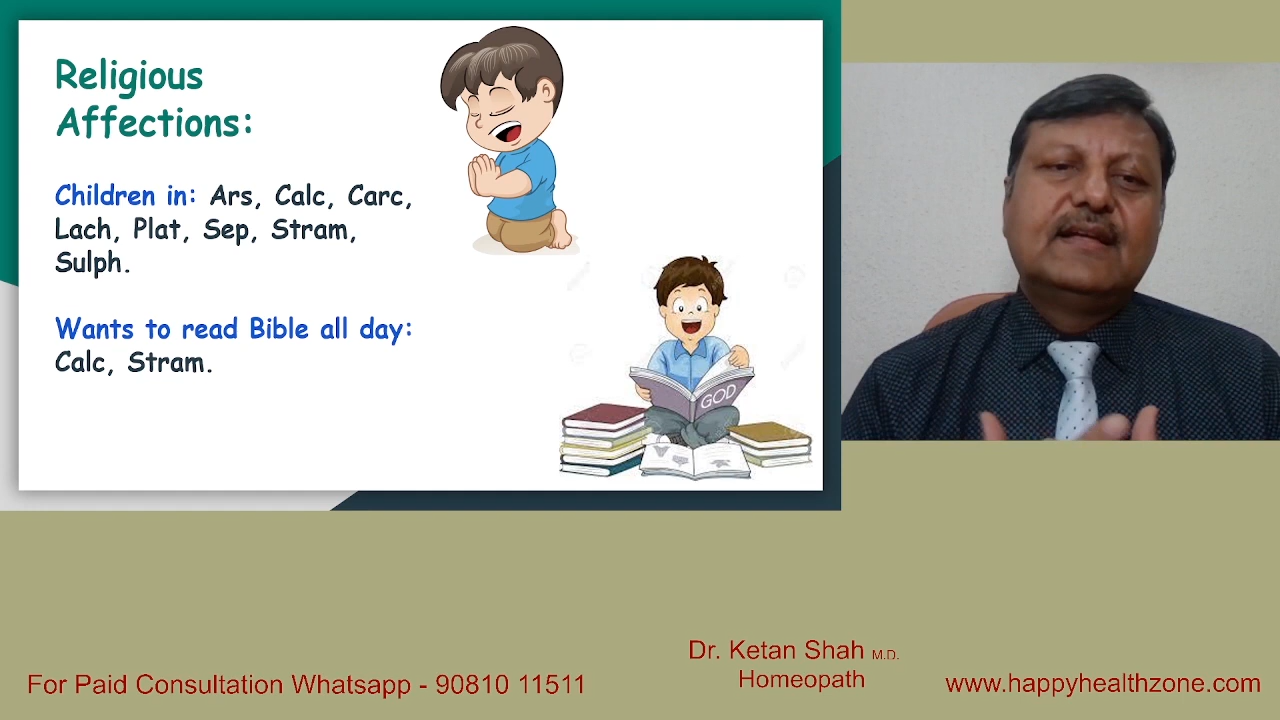 Religious
Affections:
Children in: Ars, Calc, Carc,
Lach, Plat, Sep, Stram,
Sulph.
Wants to read Bible all day:
Calc, Stram.
GOD
Dr. Ketan Shah M.D.
Homeopath
For Paid Consultation Whatsapp - 90810 11511
www.happyhealthzone.com